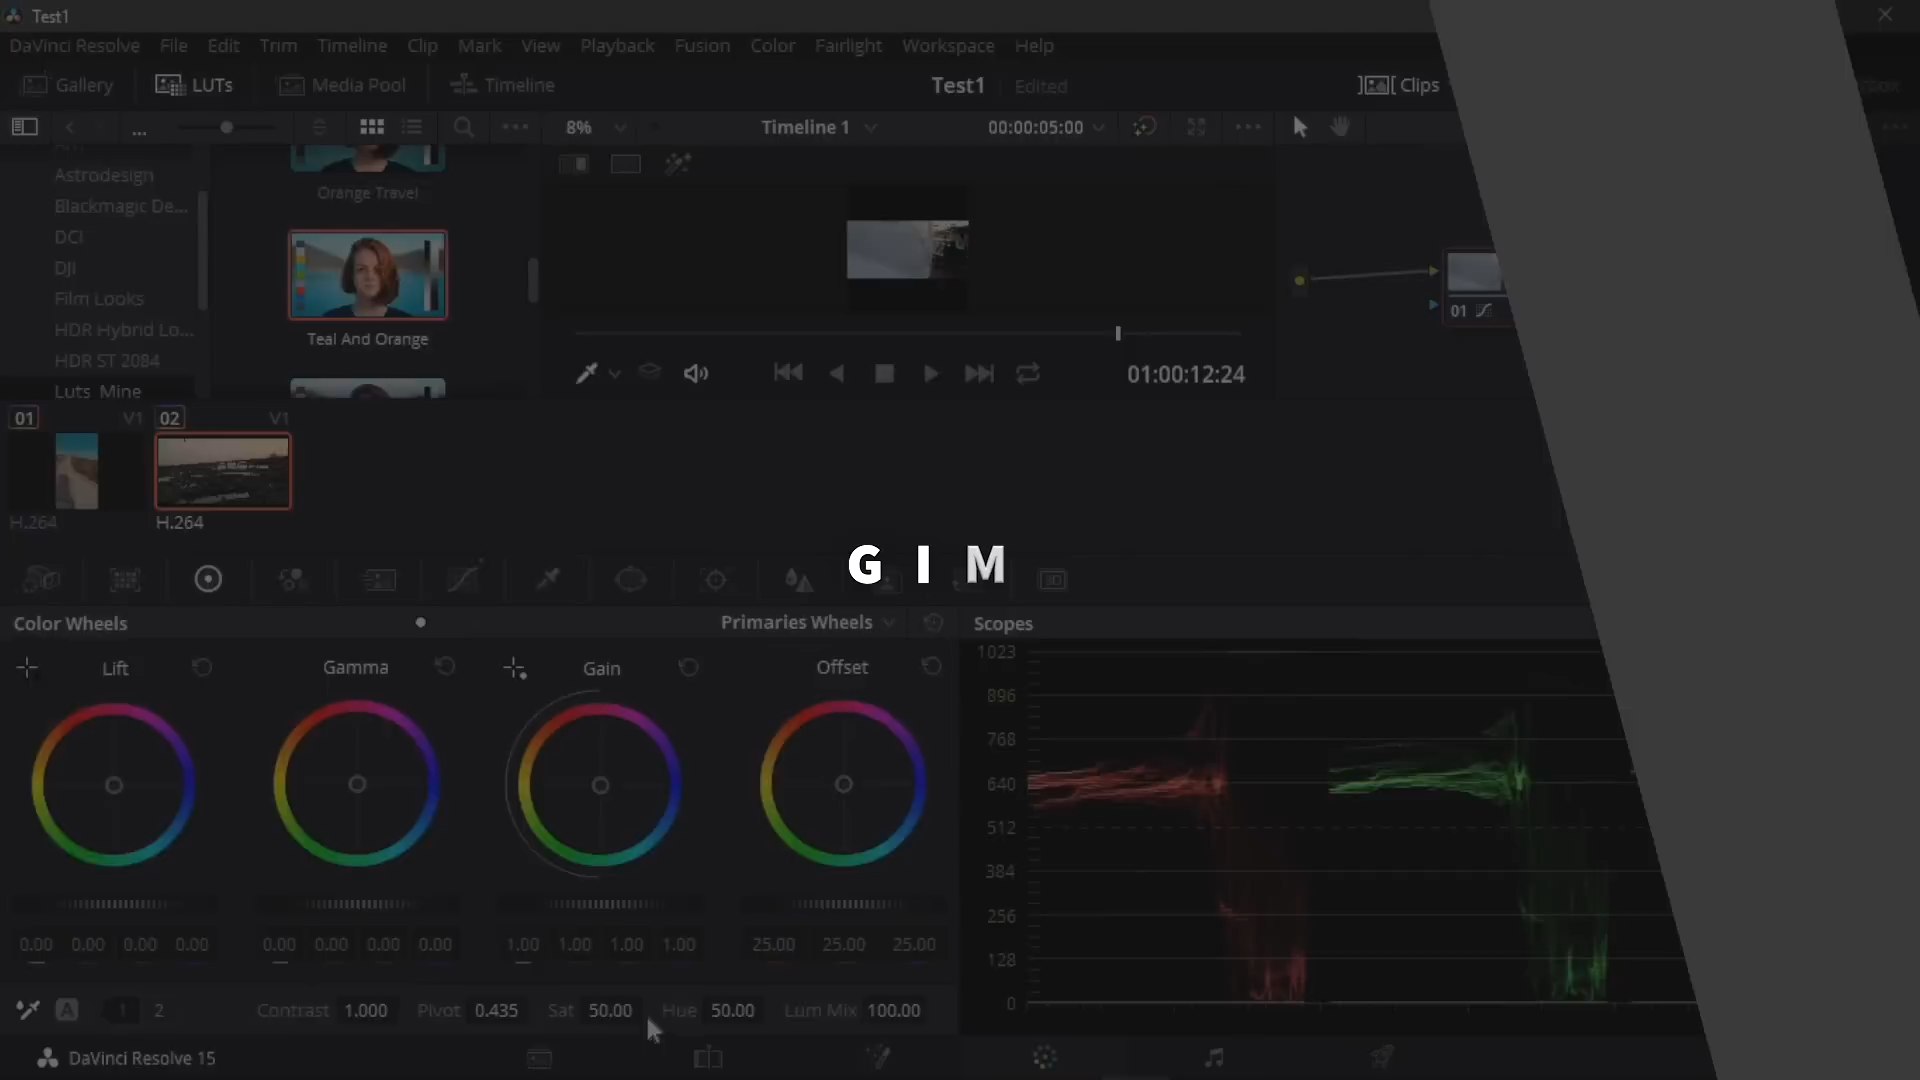 Test1
DaVinci Resolve File Edit Trim Timeline Clip Mark View Playback Fusion Color Fairlight Workspace Help
Gallery LUTs Media Pool Timeline Test1 Edited Clips
... 8% Timeline 1 00:00:05:00
Astrodesign
Blackmagic De...
DCI
DJI
Film Looks
HDR Hybrid Lo...
HDR ST 2084
Luts_Mine
Orange Travel
Teal And Orange
01
01:00:12:24
01 V1 02 V1
H.264 H.264
G I M
Color Wheels Primaries Wheels Scopes
Lift Gamma Gain Offset
1023
896
768
640
512
384
256
128
0
0.00 0.00 0.00 0.00 0.00 0.00 0.00 0.00 1.00 1.00 1.00 1.00 25.00 25.00 25.00
A 1 2 Contrast 1.000 Pivot 0.435 Sat 50.00 Hue 50.00 Lum Mix 100.00
DaVinci Resolve 15